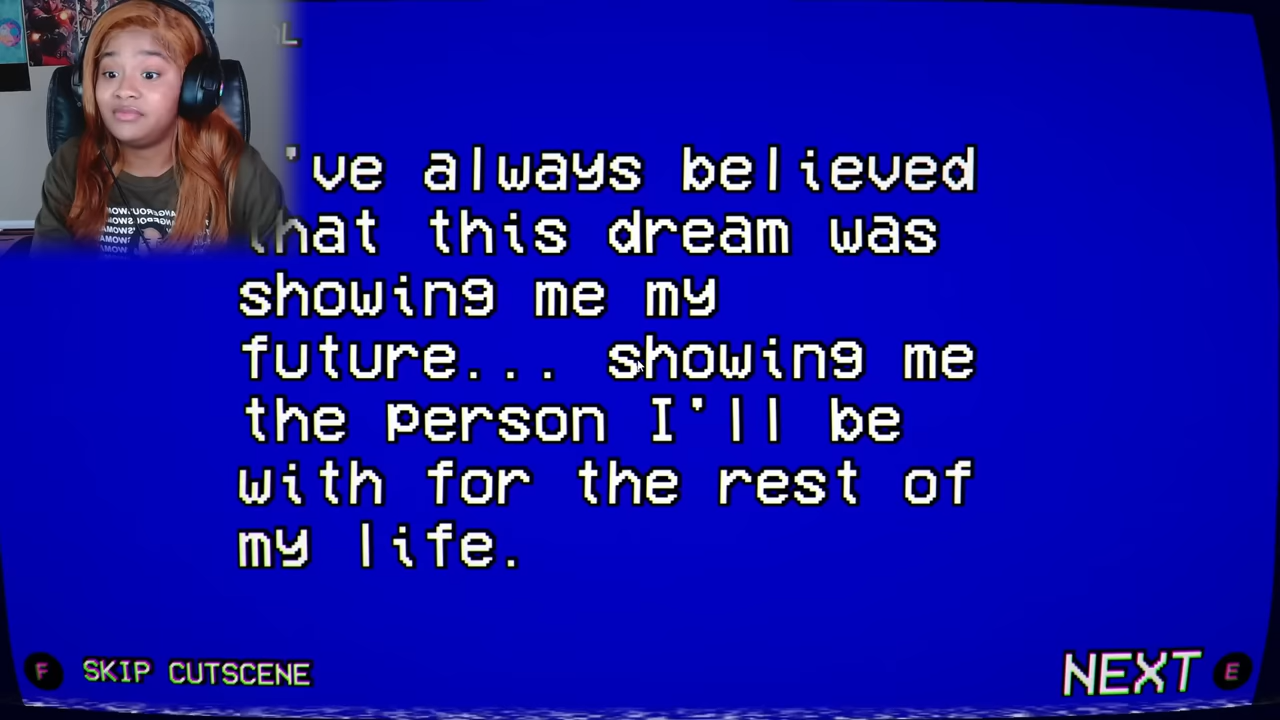 've always believed
that this dream was
showing me my
future... showing me
the person I'll be
with for the rest of
my life.
F SKIP CUTSCENE
NEXT E